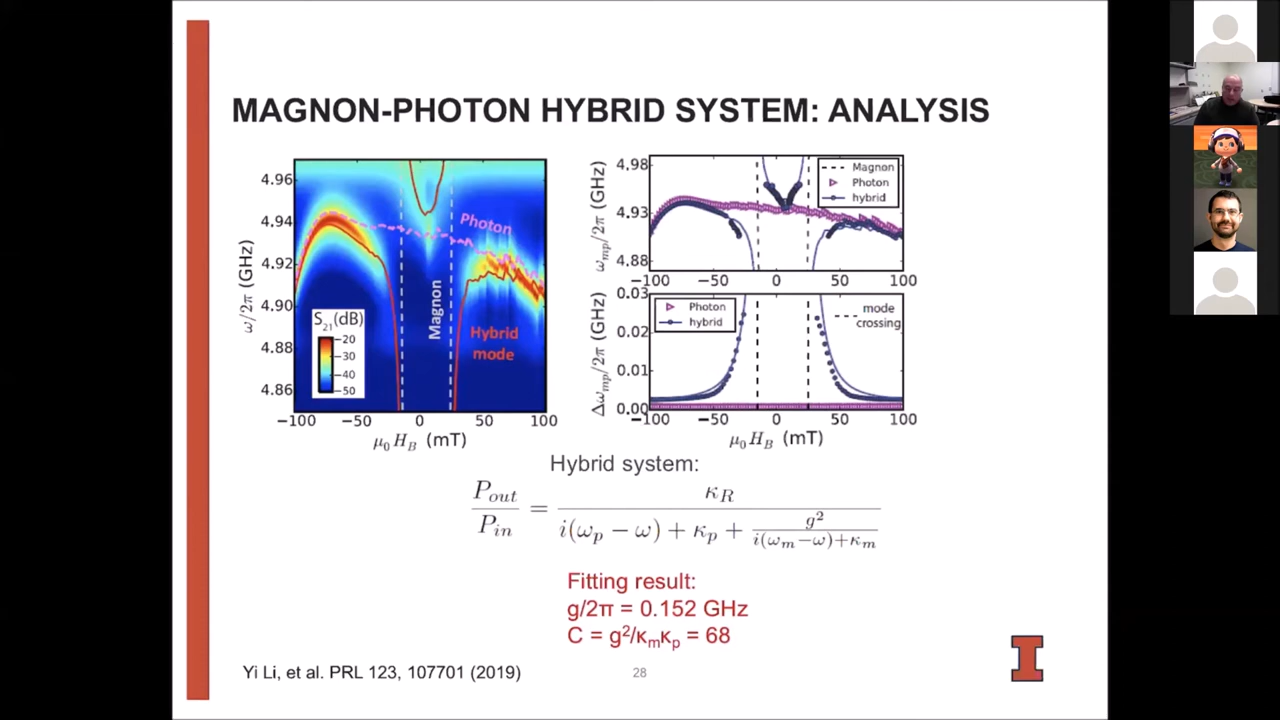 MAGNON-PHOTON HYBRID SYSTEM: ANALYSIS
ω/2π (GHz)
4.96
4.94
4.92
4.90
4.88
4.86
Photon
Magnon
Hybrid
mode
S21(dB)
−20
−30
−40
−50
−100 −50 0 50 100
μ0HB (mT)
ωmp/2π (GHz)
4.98
4.93
4.88
Magnon
Photon
hybrid
−100 −50 0 50 100
Δωmp/2π (GHz)
0.03
0.02
0.01
0.00
Photon
hybrid
mode
crossing
−100 −50 0 50 100
μ0HB (mT)
Hybrid system:
Pout/Pin = κR / (i(ωp − ω) + κp + g²/(i(ωm−ω)+κm))
Fitting result:
g/2π = 0.152 GHz
C = g²/κmκp = 68
Yi Li, et al. PRL 123, 107701 (2019)
28
I